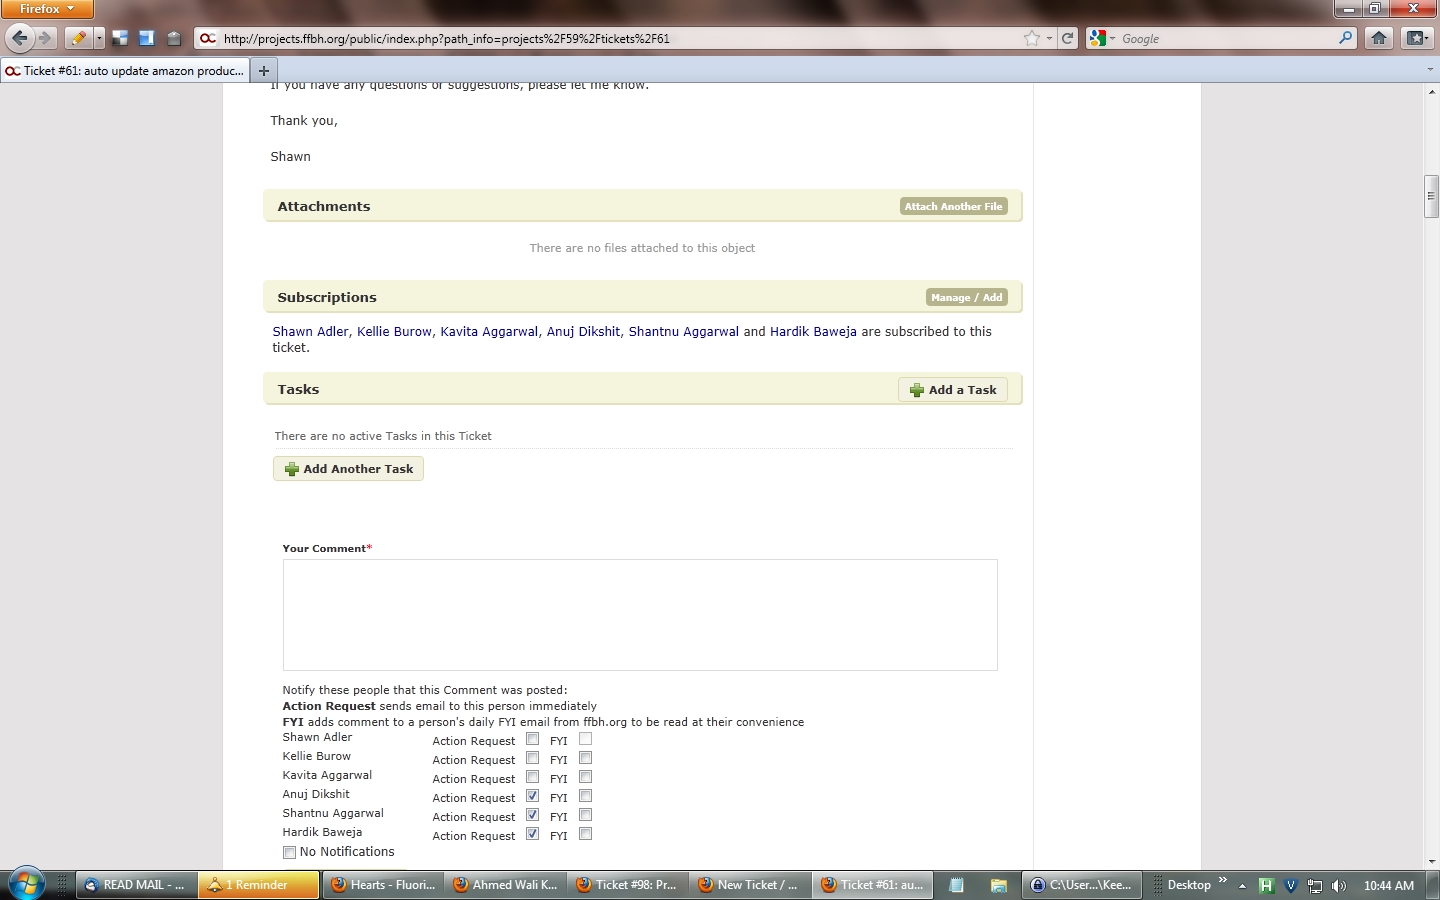 Firefox
http://projects.ffbh.org/public/index.php?path_info=projects%2F59%2Ftickets%2F61
Google
Ticket #61: auto update amazon produc...
If you have any questions or suggestions, please let me know.
Thank you,
Shawn
Attachments
Attach Another File
There are no files attached to this object
Subscriptions
Manage / Add
Shawn Adler, Kellie Burow, Kavita Aggarwal, Anuj Dikshit, Shantnu Aggarwal and Hardik Baweja are subscribed to this
ticket.
Tasks
Add a Task
There are no active Tasks in this Ticket
Add Another Task
Your Comment*
Notify these people that this Comment was posted:
Action Request sends email to this person immediately
FYI adds comment to a person's daily FYI email from ffbh.org to be read at their convenience
Shawn Adler Action Request FYI
Kellie Burow Action Request FYI
Kavita Aggarwal Action Request FYI
Anuj Dikshit Action Request FYI
Shantnu Aggarwal Action Request FYI
Hardik Baweja Action Request FYI
No Notifications
READ MAIL - ...
1 Reminder
Hearts - Fluori...
Ahmed Wali K...
Ticket #98: Pr...
New Ticket / ...
Ticket #61: au...
C:\User...\Kee...
Desktop
10:44 AM